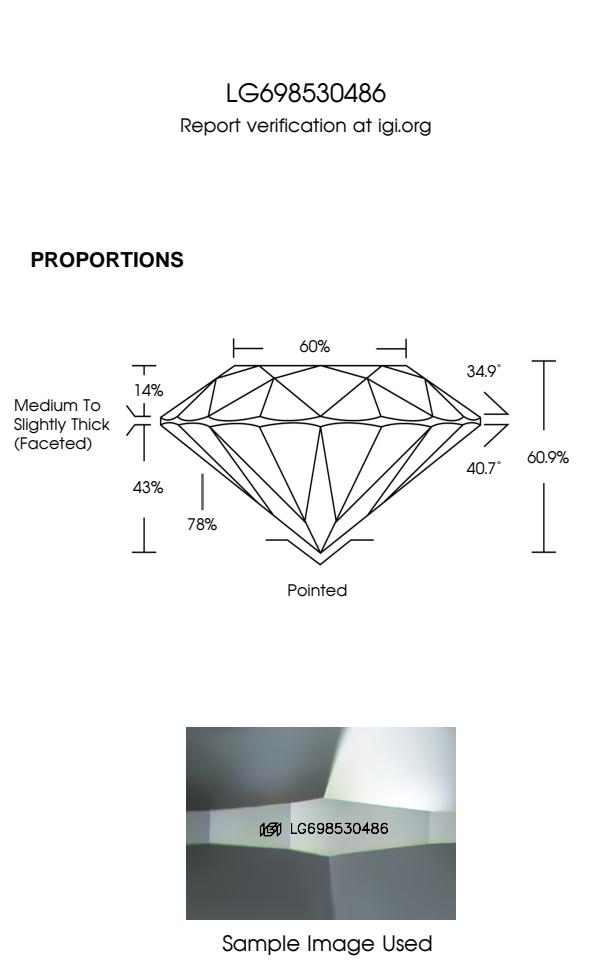 LG698530486
Report verification at igi.org
PROPORTIONS
60%
34.9°
14%
Medium To
Slightly Thick
(Faceted)
40.7°
60.9%
43%
78%
Pointed
IGI LG698530486
Sample Image Used